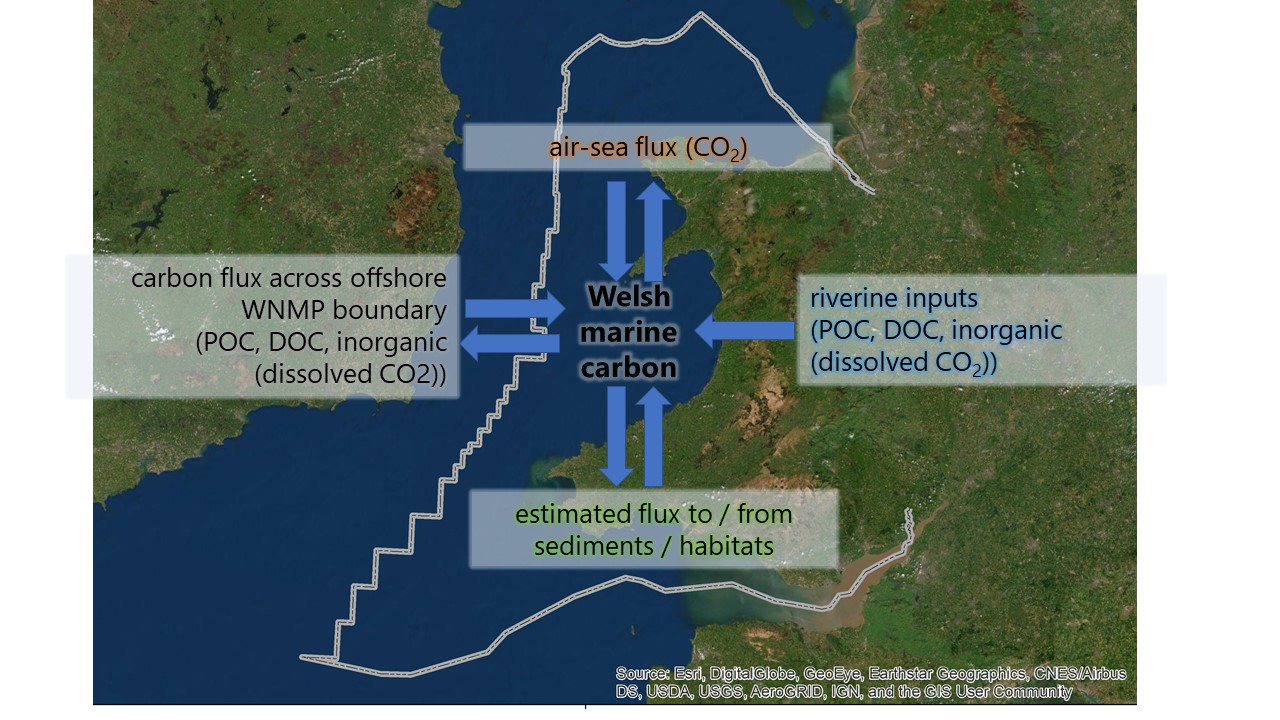 air-sea flux (CO₂)
carbon flux across offshore
WNMP boundary
(POC, DOC, inorganic
(dissolved CO2))
Welsh
marine
carbon
riverine inputs
(POC, DOC, inorganic
(dissolved CO₂))
estimated flux to / from
sediments / habitats
Source: Esri, DigitalGlobe, GeoEye, Earthstar Geographics, CNES/Airbus
DS, USDA, USGS, AeroGRID, IGN, and the GIS User Community